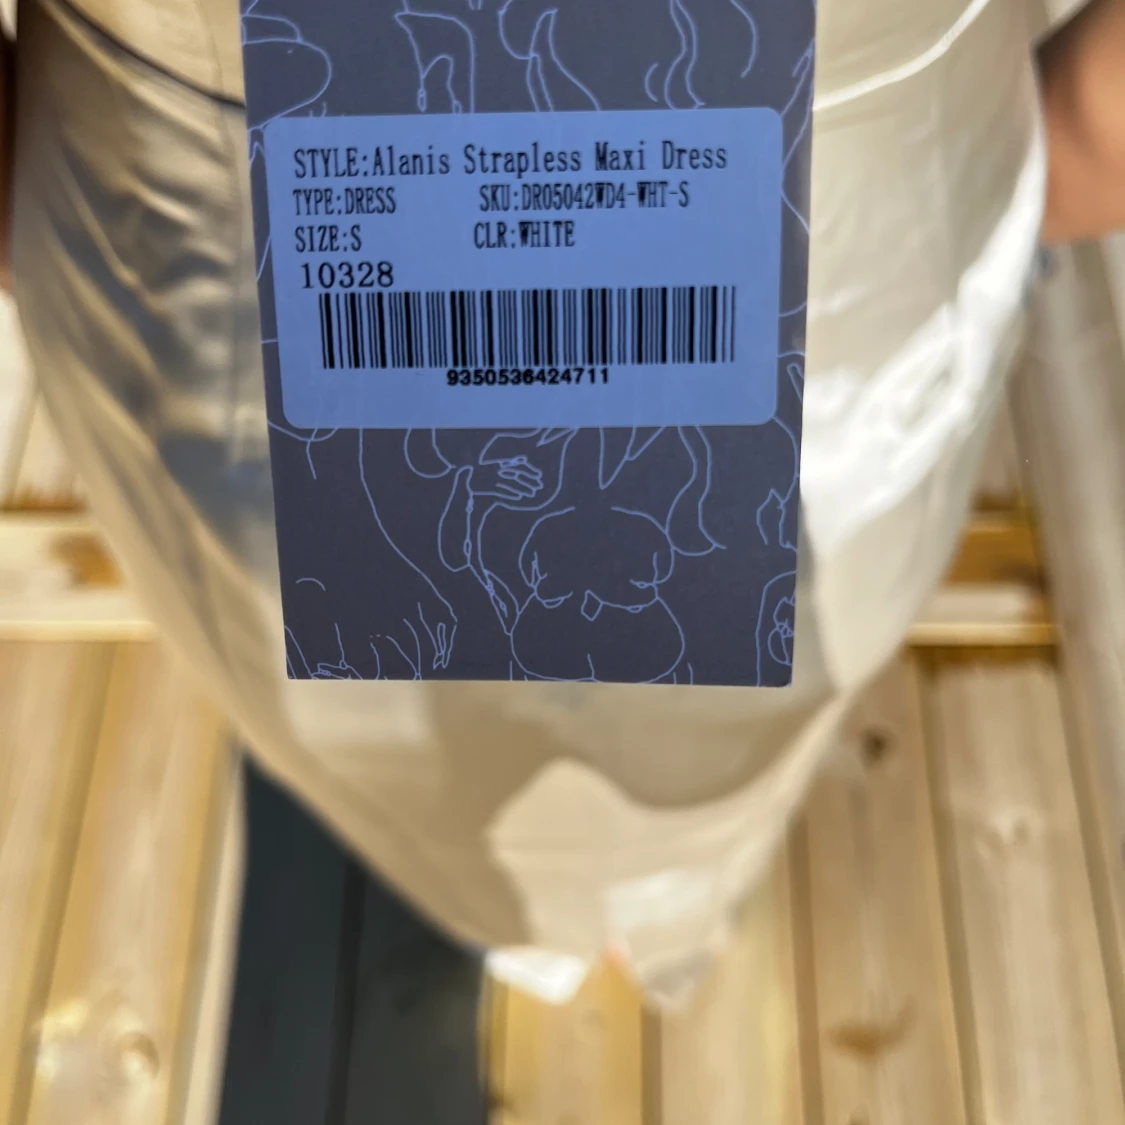 STYLE:Alanis Strapless Maxi Dress
TYPE:DRESS SKU:DR05042WD4-WHT-S
SIZE:S CLR:WHITE
10328
9350536424711